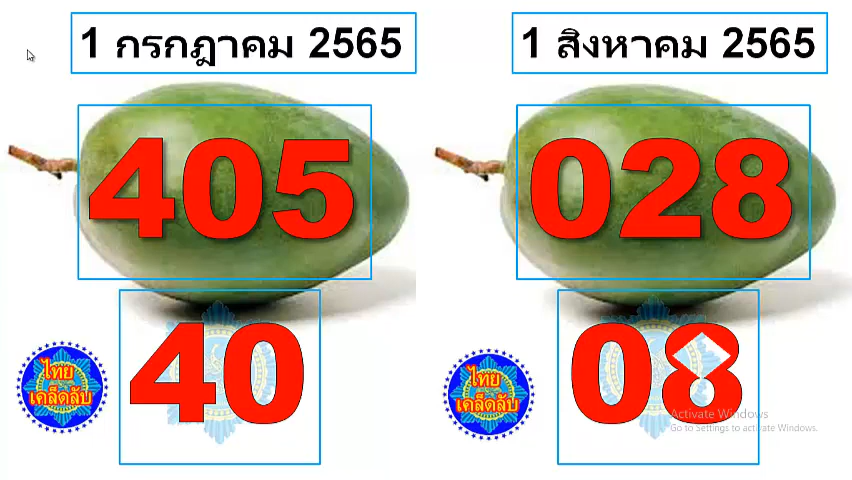 1 กรกฎาคม 2565
405
40
ไทย
เคล็ดลับ
1 สิงหาคม 2565
028
08
ไทย
เคล็ดลับ
Activate Windows
Go to Settings to activate Windows.